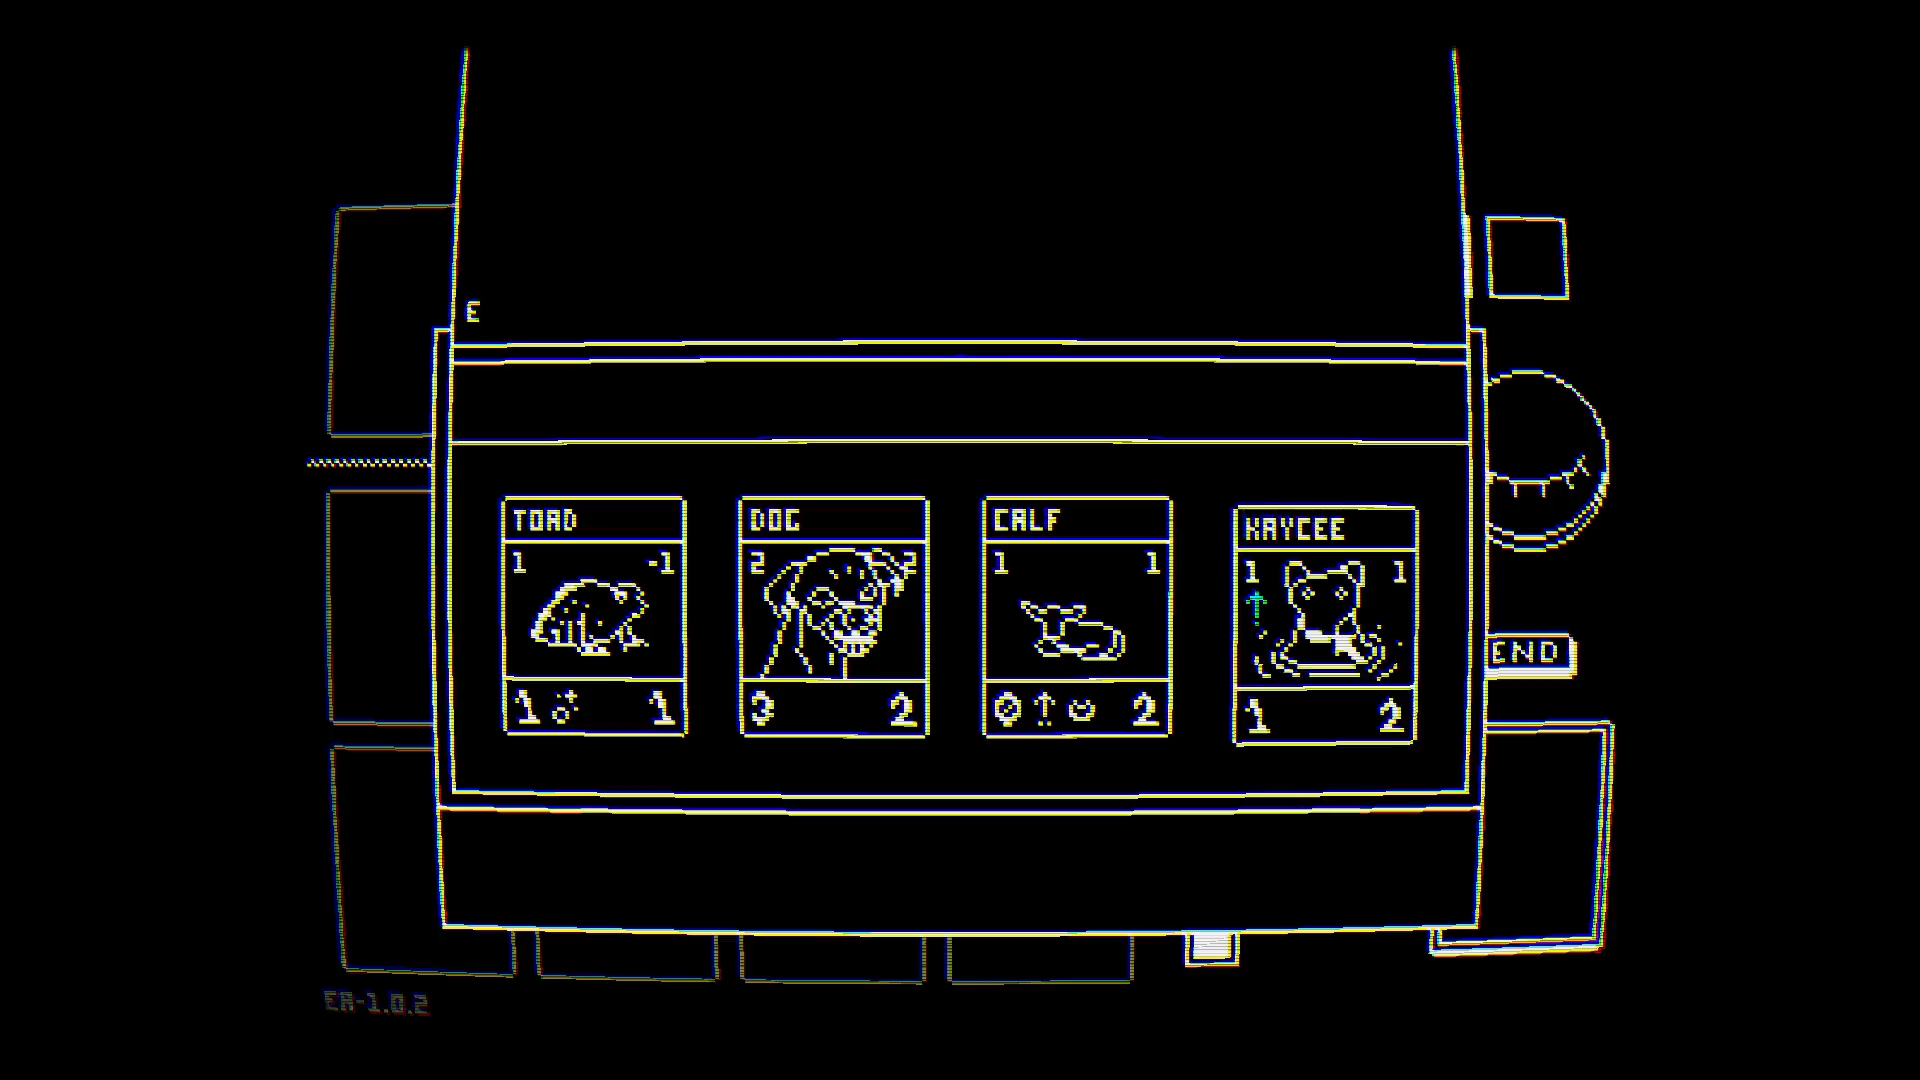 E
TOAD
1 -1
1 1
DOG
2 2
3 2
CALF
1 1
0 2
KAYCEE
1 1
1 2
END
EA-1.0.2